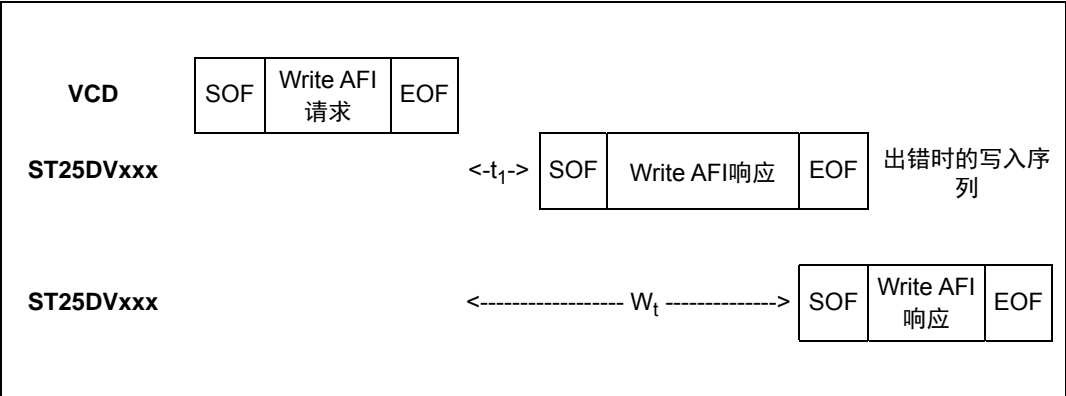 VCD SOF Write AFI 请求 EOF
ST25DVxxx <-t₁-> SOF Write AFI响应 EOF 出错时的写入序列
ST25DVxxx <------------------ Wₜ --------------> SOF Write AFI 响应 EOF